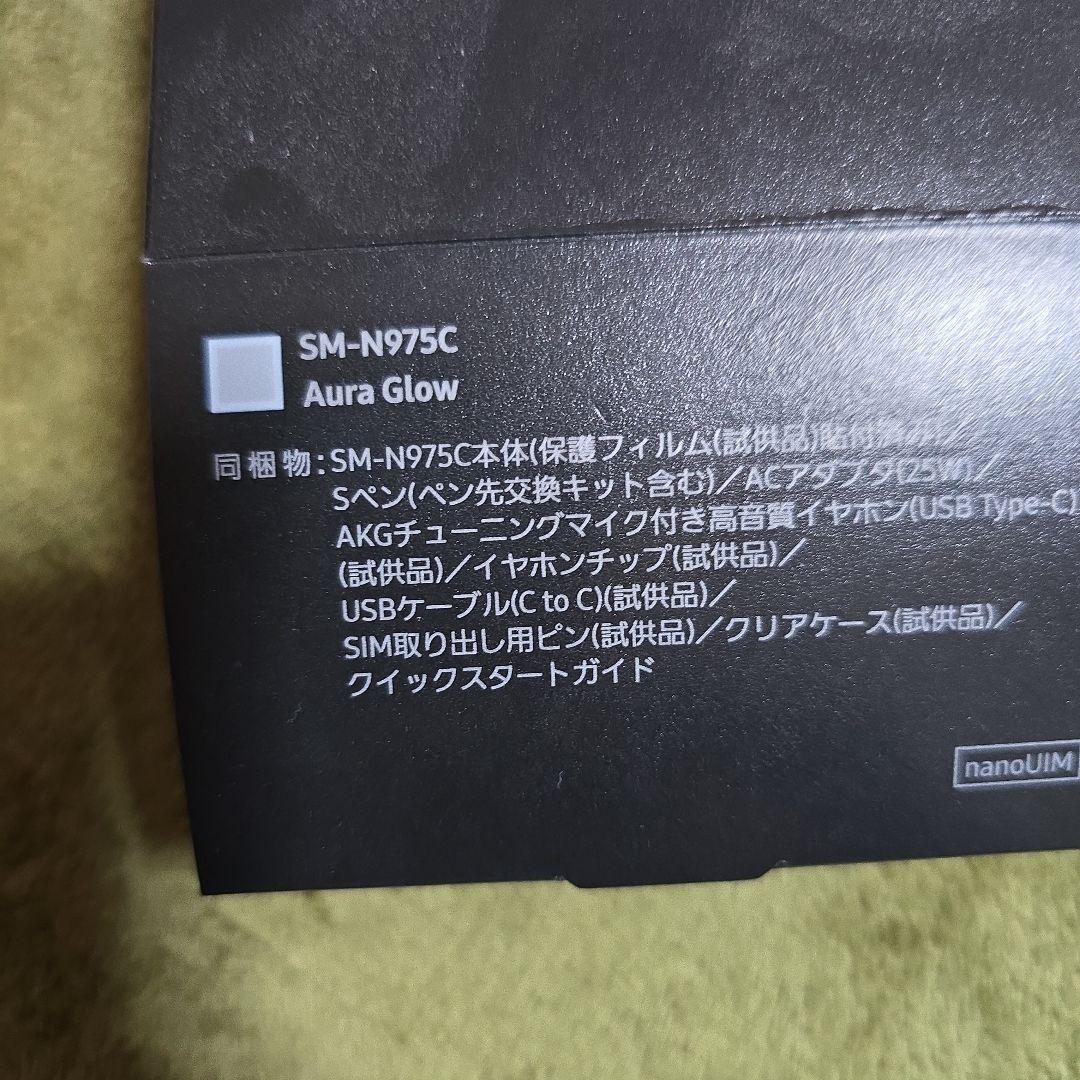 SM-N975C
Aura Glow
同梱物:SM-N975C本体(保護フィルム(試供品)貼付済み)/
Sペン(ペン先交換キット含む)/ACアダプタ(25W)/
AKGチューニングマイク付き高音質イヤホン(USB Type-C)
(試供品)/イヤホンチップ(試供品)/
USBケーブル(C to C)(試供品)/
SIM取り出し用ピン(試供品)/クリアケース(試供品)/
クイックスタートガイド
nanoUIM